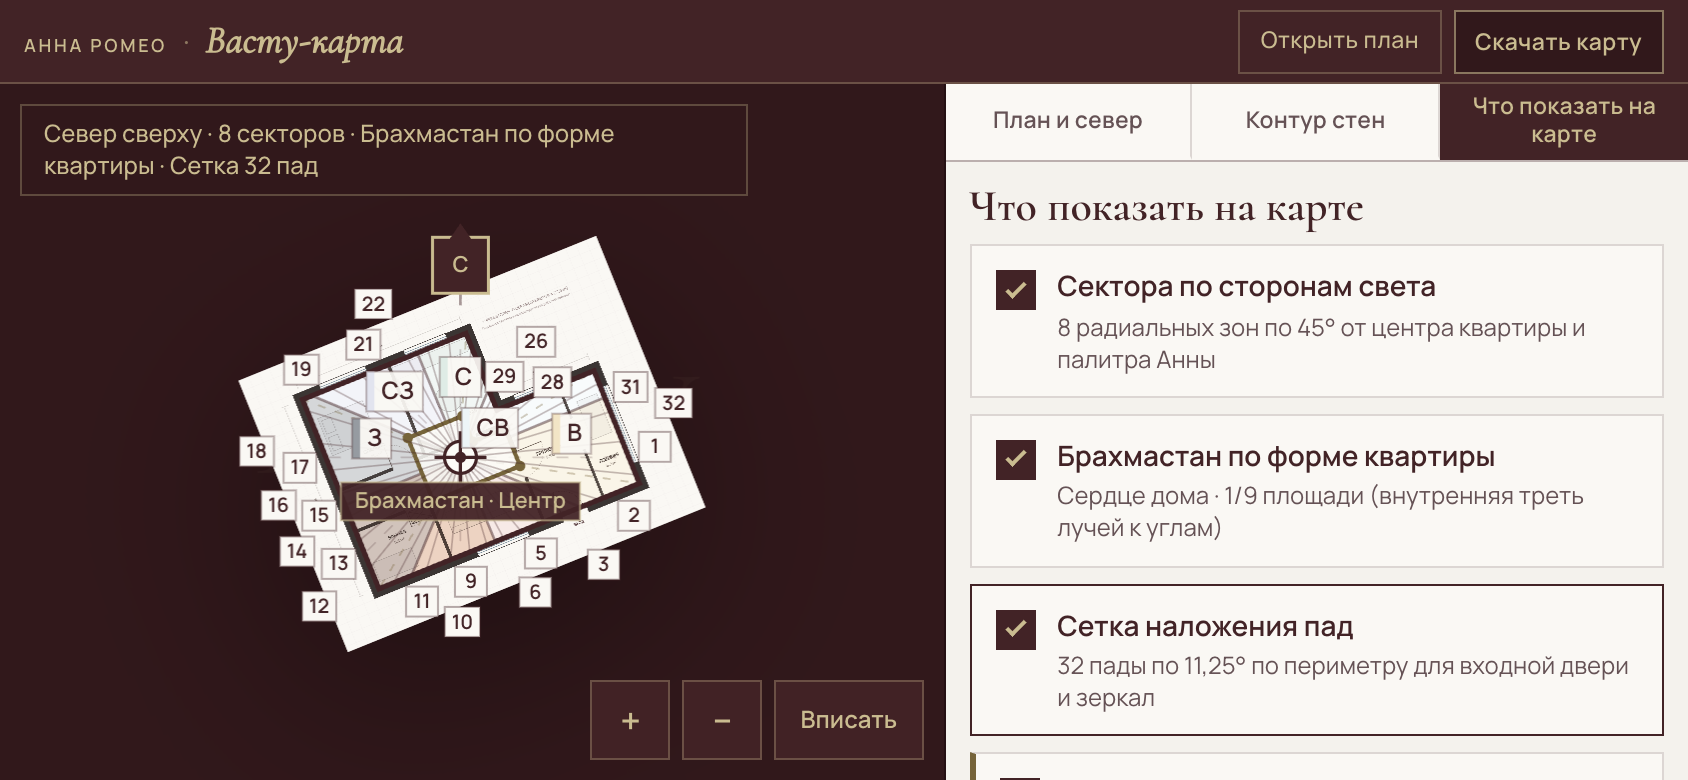 АННА РОМЕО · Васту-карта
Открыть план
Скачать карту
Север сверху · 8 секторов · Брахмастан по форме
квартиры · Сетка 32 пад
План и север
Контур стен
Что показать на
карте
Что показать на карте
Сектора по сторонам света
8 радиальных зон по 45° от центра квартиры и
палитра Анны
Брахмастан по форме квартиры
Сердце дома · 1/9 площади (внутренняя треть
лучей к углам)
Сетка наложения пад
32 пады по 11,25° по периметру для входной двери
и зеркал
С
22
21
26
19
СЗ
С
29
28
31
32
З
СВ
В
1
18
17
16
15
Брахмастан · Центр
2
14
13
5
3
12
11
9
6
10
+
−
Вписать